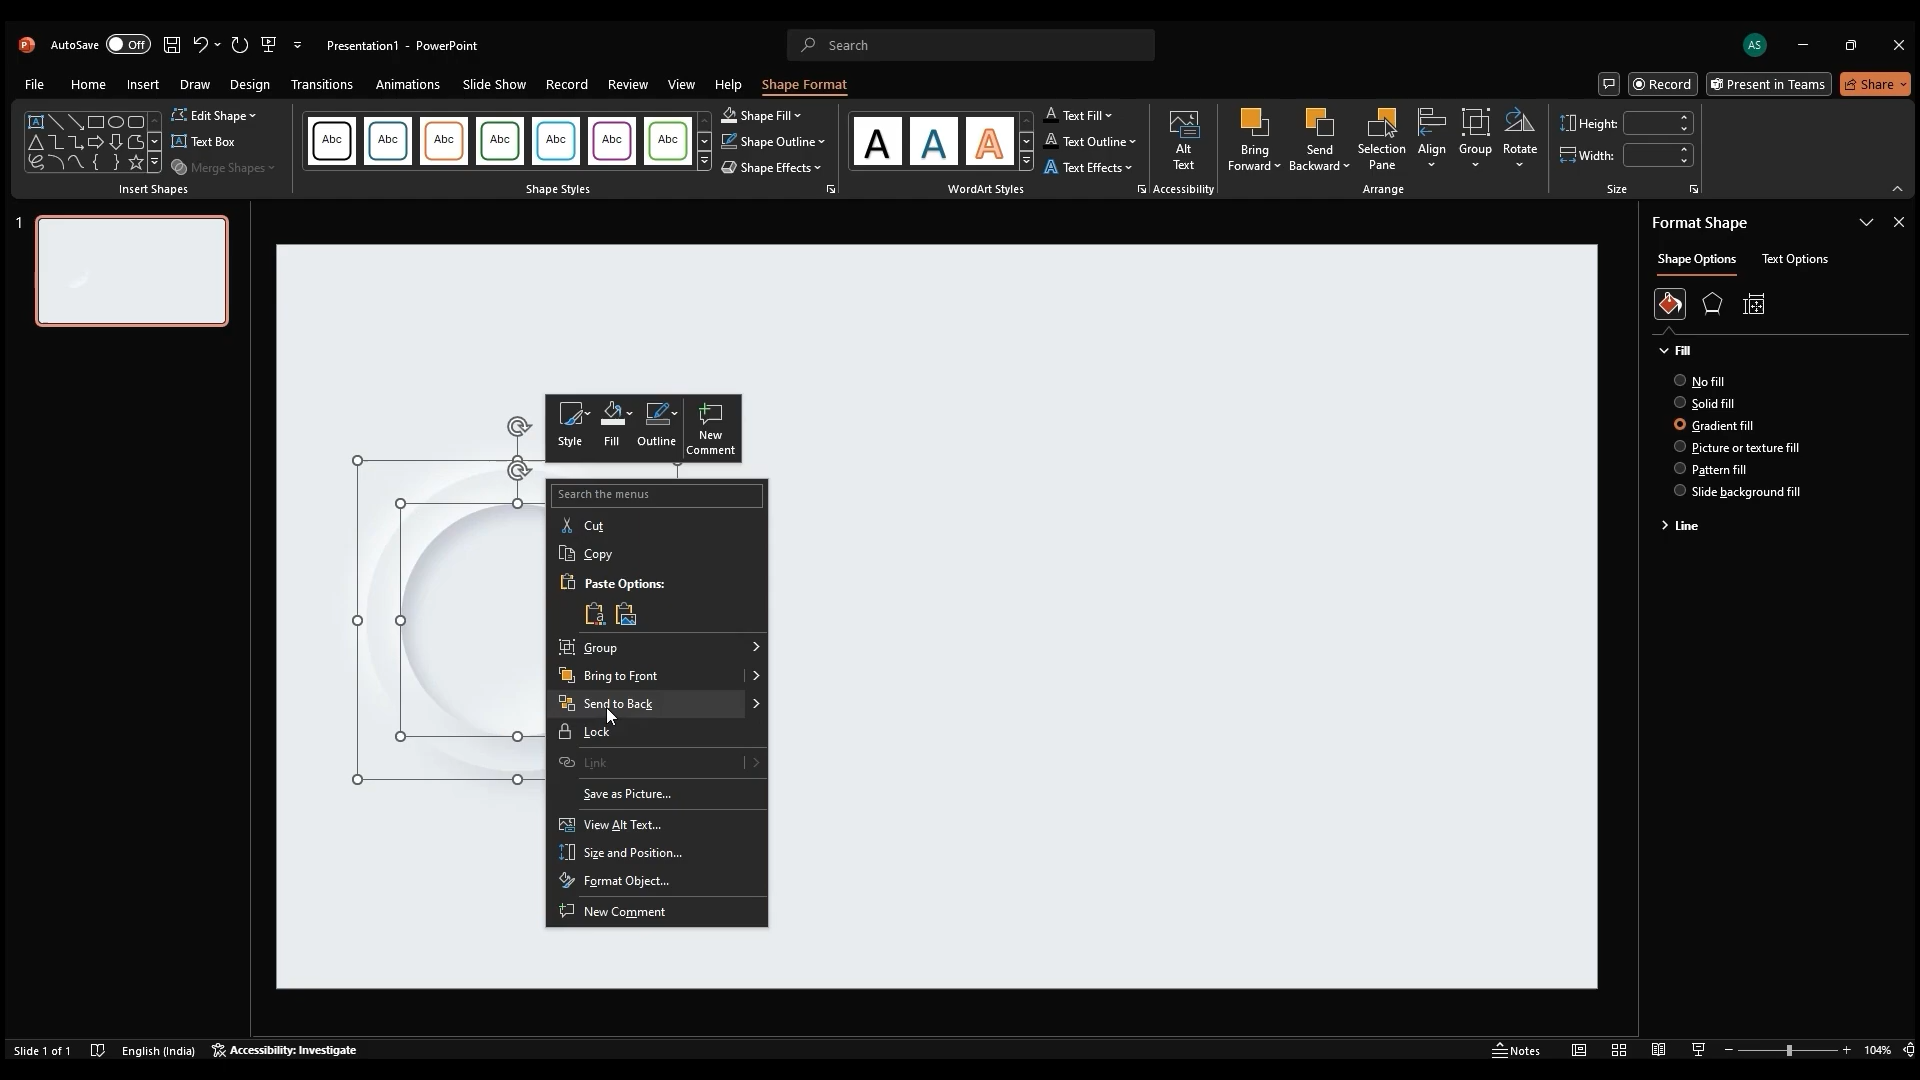 AutoSave Off Presentation1 - PowerPoint Search AS
File Home Insert Draw Design Transitions Animations Slide Show Record Review View Help Shape Format Record Present in Teams Share
Edit Shape
Text Box
Merge Shapes
Insert Shapes
Abc Abc Abc Abc Abc Abc Abc
Shape Fill
Shape Outline
Shape Effects
Shape Styles
A A A
Text Fill
Text Outline
Text Effects
WordArt Styles
Alt Text
Accessibility
Bring Forward
Send Backward
Selection Pane
Align
Group
Rotate
Arrange
Height:
Width:
Size
1
Format Shape
Shape Options Text Options
Fill
No fill
Solid fill
Gradient fill
Picture or texture fill
Pattern fill
Slide background fill
Line
Style Fill Outline New Comment
Search the menus
Cut
Copy
Paste Options:
Group
Bring to Front
Send to Back
Lock
Link
Save as Picture...
View Alt Text...
Size and Position...
Format Object...
New Comment
Slide 1 of 1 English (India) Accessibility: Investigate Notes 104%